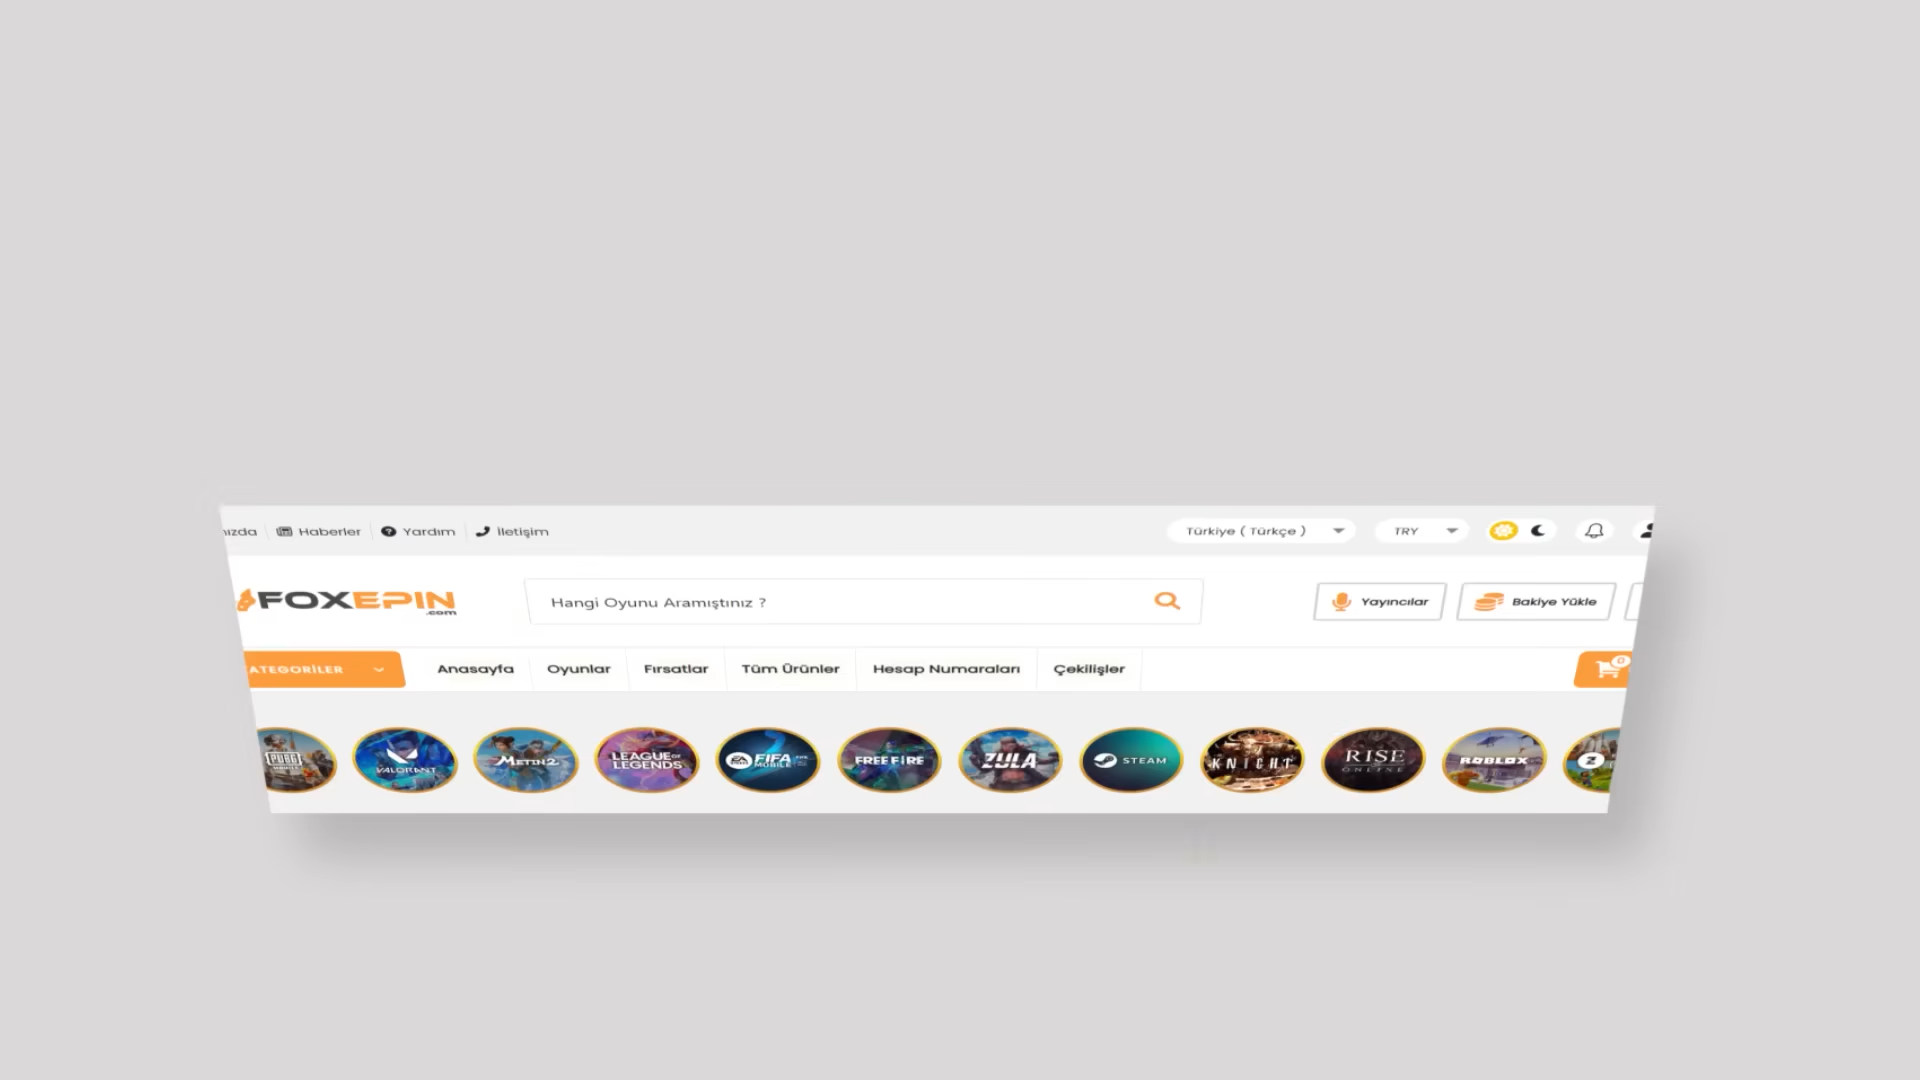 Haberler Yardım İletişim Türkiye ( Türkçe ) TRY
FOXEPIN
.com
Hangi Oyunu Aramıştınız ?
Yayıncılar
Bakiye Yükle
ATEGORİLER Anasayfa Oyunlar Fırsatlar Tüm Ürünler Hesap Numaraları Çekilişler 0
PUBG VALORANT METIN2 LEAGUE OF LEGENDS FIFA MOBILE FREE FIRE ZULA STEAM KNIGHT RISE ONLINE ROBLOX Z